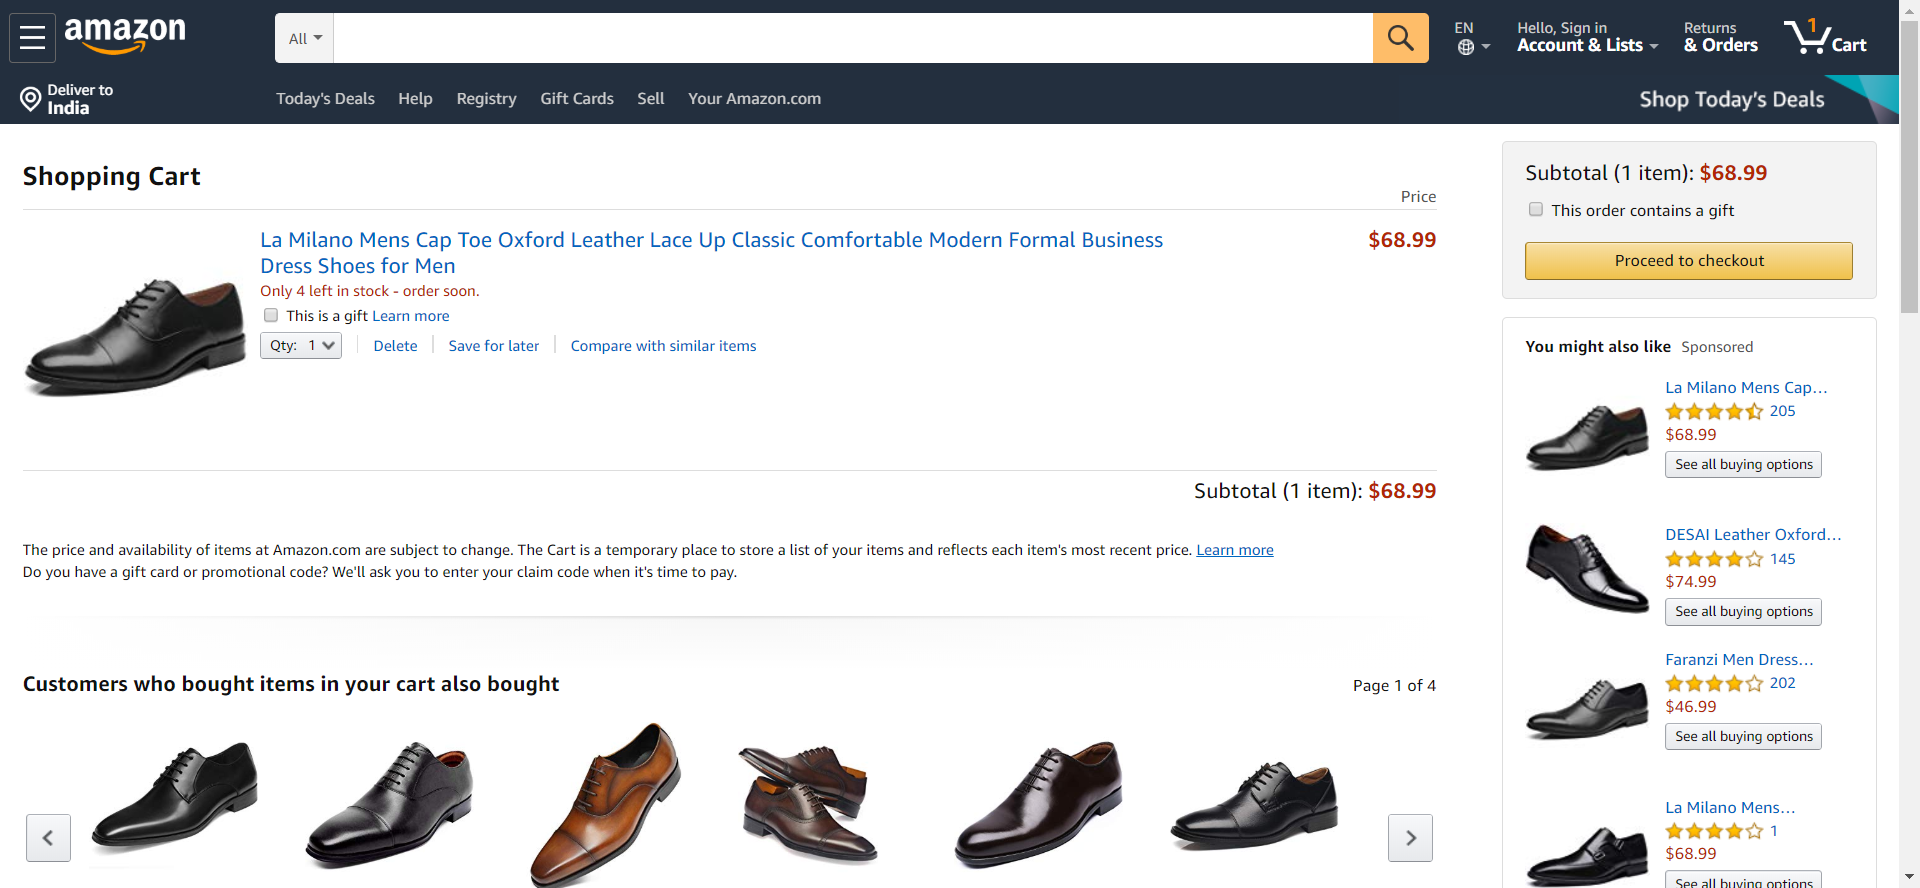 amazon
All
EN
Hello, Sign in
Account & Lists
Returns
& Orders
1
Cart
Deliver to
India
Today's Deals
Help
Registry
Gift Cards
Sell
Your Amazon.com
Shop Today's Deals
Shopping Cart
Price
La Milano Mens Cap Toe Oxford Leather Lace Up Classic Comfortable Modern Formal Business
Dress Shoes for Men
$68.99
Only 4 left in stock - order soon.
This is a gift Learn more
Qty: 1
Delete
Save for later
Compare with similar items
Subtotal (1 item): $68.99
The price and availability of items at Amazon.com are subject to change. The Cart is a temporary place to store a list of your items and reflects each item's most recent price. Learn more
Do you have a gift card or promotional code? We'll ask you to enter your claim code when it's time to pay.
Customers who bought items in your cart also bought
Page 1 of 4
Subtotal (1 item): $68.99
This order contains a gift
Proceed to checkout
You might also like Sponsored
La Milano Mens Cap...
205
$68.99
See all buying options
DESAI Leather Oxford...
145
$74.99
See all buying options
Faranzi Men Dress...
202
$46.99
See all buying options
La Milano Mens...
1
$68.99
See all buying options